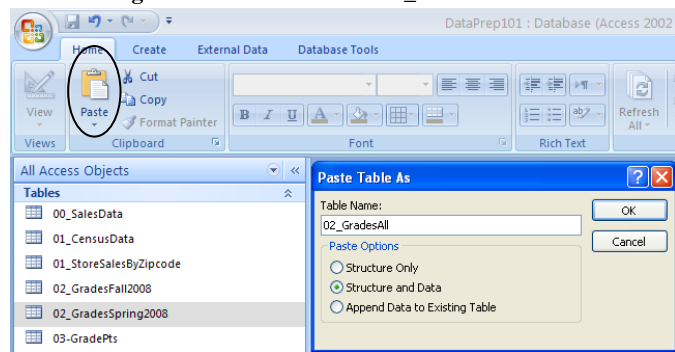 DataPrep101 : Database (Access 2002
Home Create External Data Database Tools
View
Views
Paste
Cut
Copy
Format Painter
Clipboard
B I U A
Font
Rich Text
Refresh
All
All Access Objects
Tables
00_SalesData
01_CensusData
01_StoreSalesByZipcode
02_GradesFall2008
02_GradesSpring2008
03-GradePts
Paste Table As
Table Name:
02_GradesAll
Paste Options
Structure Only
Structure and Data
Append Data to Existing Table
OK
Cancel